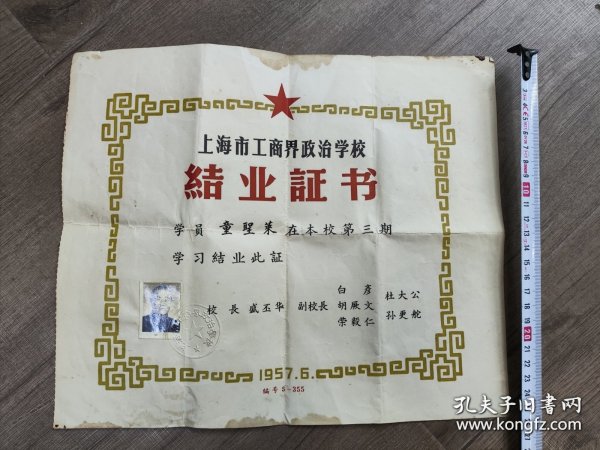 上海市工商界政治学校
結业証书
学員 童聖莱 在本校第三期
学习結业此証
校長 盛丕华 副校長 白彦 胡厥文 荣毅仁 杜大公 孙更舵
1957.6.
編号 5-355
孔夫子旧书网
www.kongfz.com